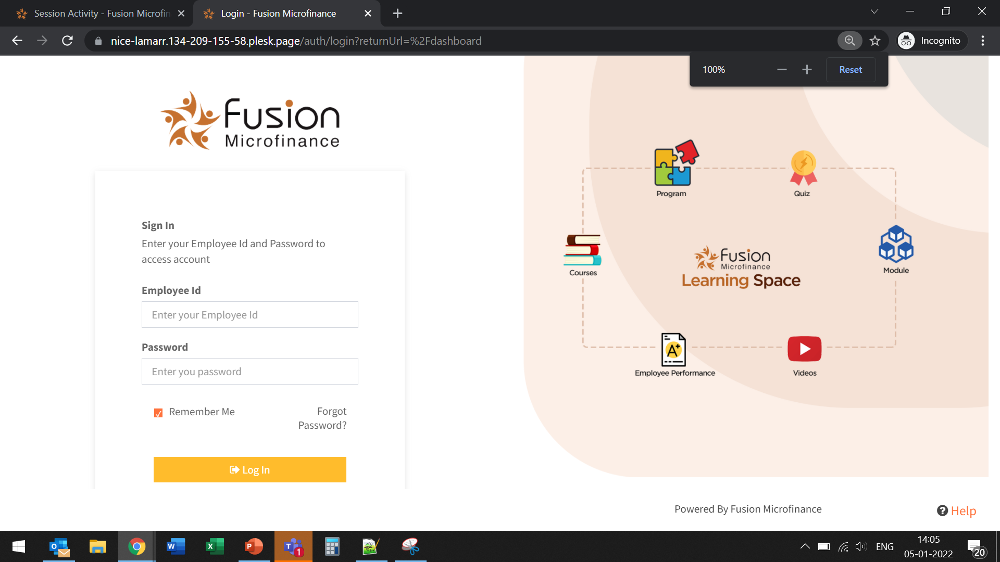 Session Activity - Fusion Microfin
Login - Fusion Microfinance
nice-lamarr.134-209-155-58.plesk.page/auth/login?returnUrl=%2Fdashboard
Incognito
100%
Reset
Fusion
Microfinance
Sign In
Enter your Employee Id and Password to
access account
Employee Id
Enter your Employee Id
Password
Enter you password
Remember Me
Forgot
Password?
Log In
Program
Quiz
Courses
Module
Fusion
Microfinance
Learning Space
A+
Employee Performance
Videos
Powered By Fusion Microfinance
Help
O
W
X
P
T
1
ENG
14:05
05-01-2022
20